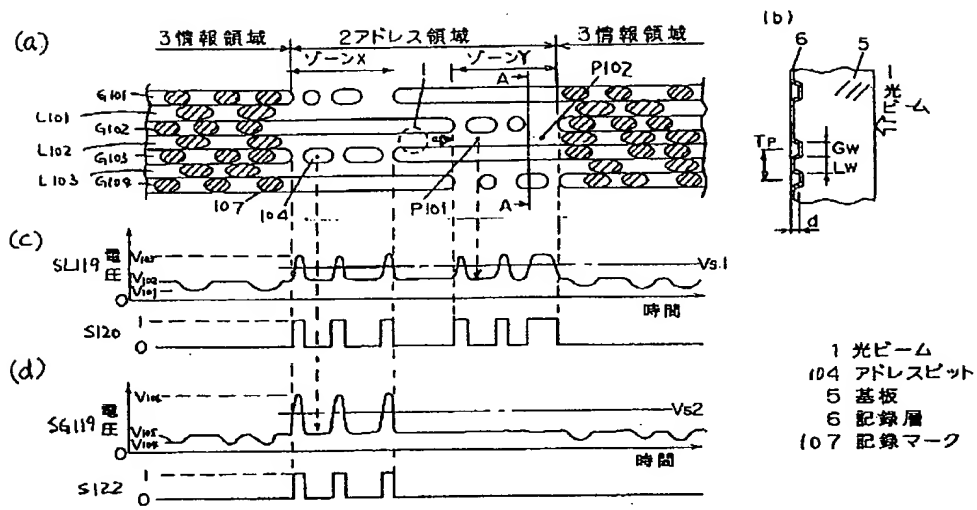 (a)
3情報領域
2アドレス領域
3情報領域
ゾーンX
ゾーンY
1
A
P102
G101
L101
G102
L102
G103
L103
G104
107
104
P101
A
(b)
6
5
1光ビーム
TP
GW
LW
d
(c)
SL119
電圧
V103
V102
V101
0
Vs.1
時間
S120
1
0
(d)
SG119
電圧
V106
V105
V104
0
Vs2
時間
S122
1
0
1 光ビーム
104 アドレスピット
5 基板
6 記録層
107 記録マーク